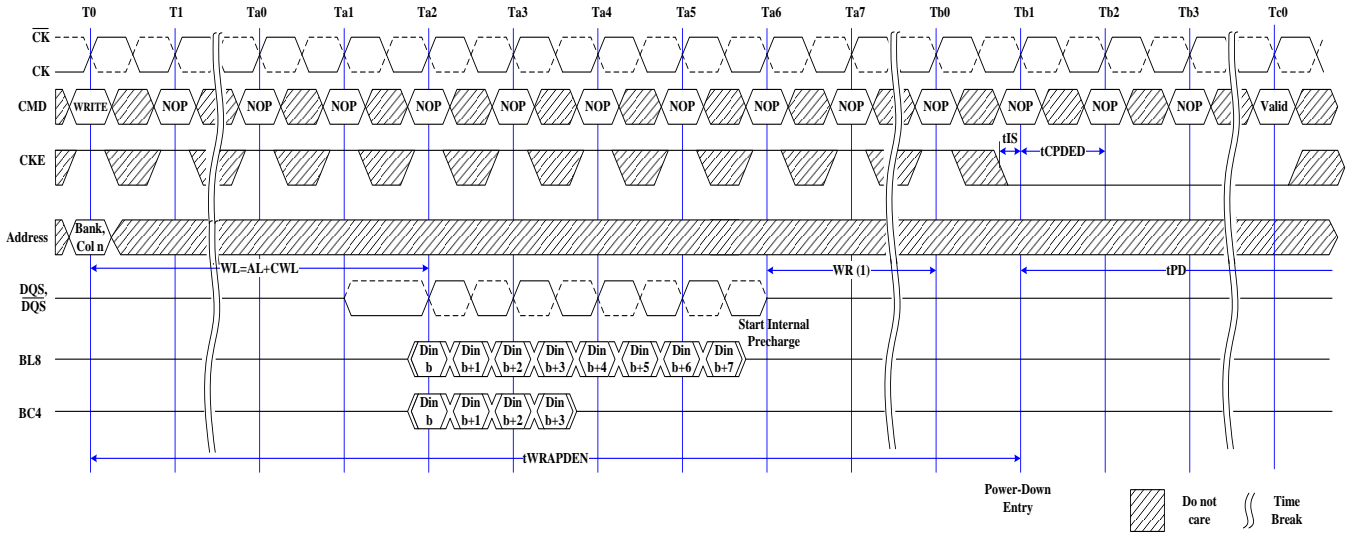 T0 T1 Ta0 Ta1 Ta2 Ta3 Ta4 Ta5 Ta6 Ta7 Tb0 Tb1 Tb2 Tb3 Tc0
CK
CK
CMD WRITE NOP NOP NOP NOP NOP NOP NOP NOP NOP NOP NOP NOP NOP Valid
tIS
CKE tCPDED
Address Bank,
Col n
WL=AL+CWL WR (1) tPD
DQS,
DQS
Start Internal
Precharge
BL8 Din Din Din Din Din Din Din Din
b b+1 b+2 b+3 b+4 b+5 b+6 b+7
BC4 Din Din Din Din
b b+1 b+2 b+3
tWRAPDEN
Power-Down
Entry
Do not
care
Time
Break